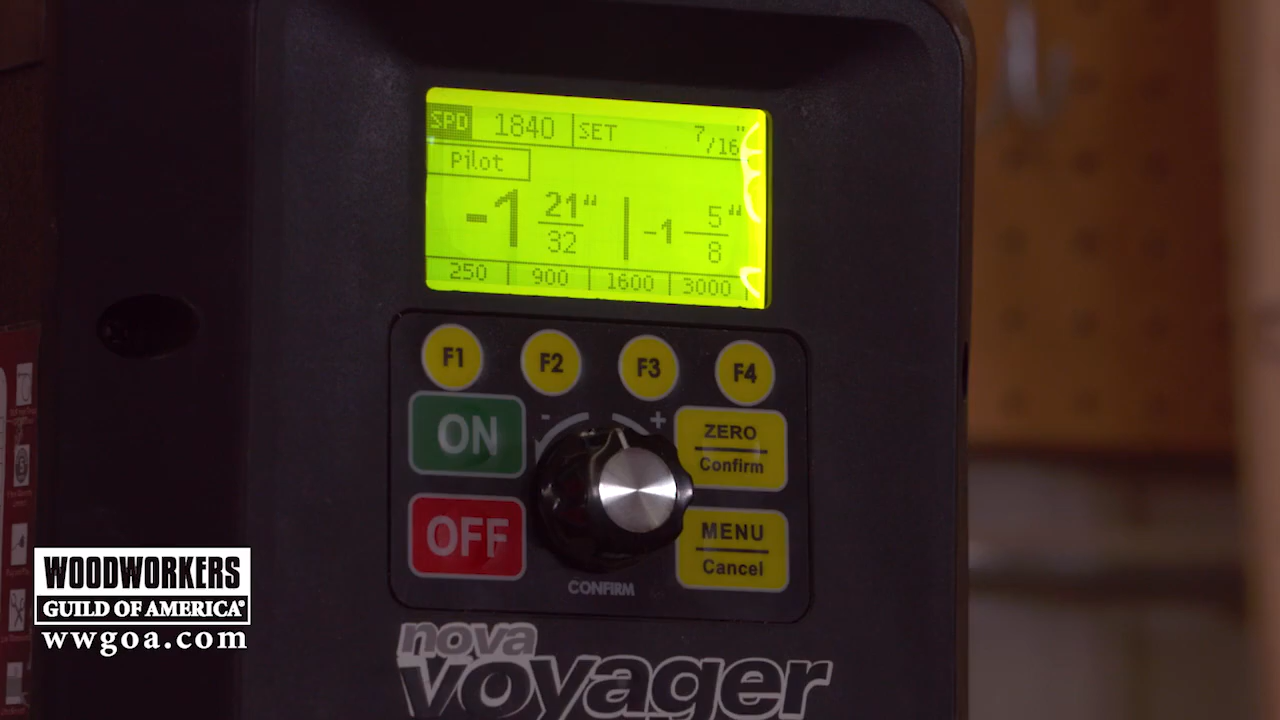 SPD 1840 SET 7/16"
Pilot
-1 21/32" -1 5/8"
250 900 1600 3000
F1 F2 F3 F4
ON
- +
ZERO
Confirm
OFF
MENU
Cancel
CONFIRM
nova
voyager
WOODWORKERS
GUILD OF AMERICA®
wwgoa.com